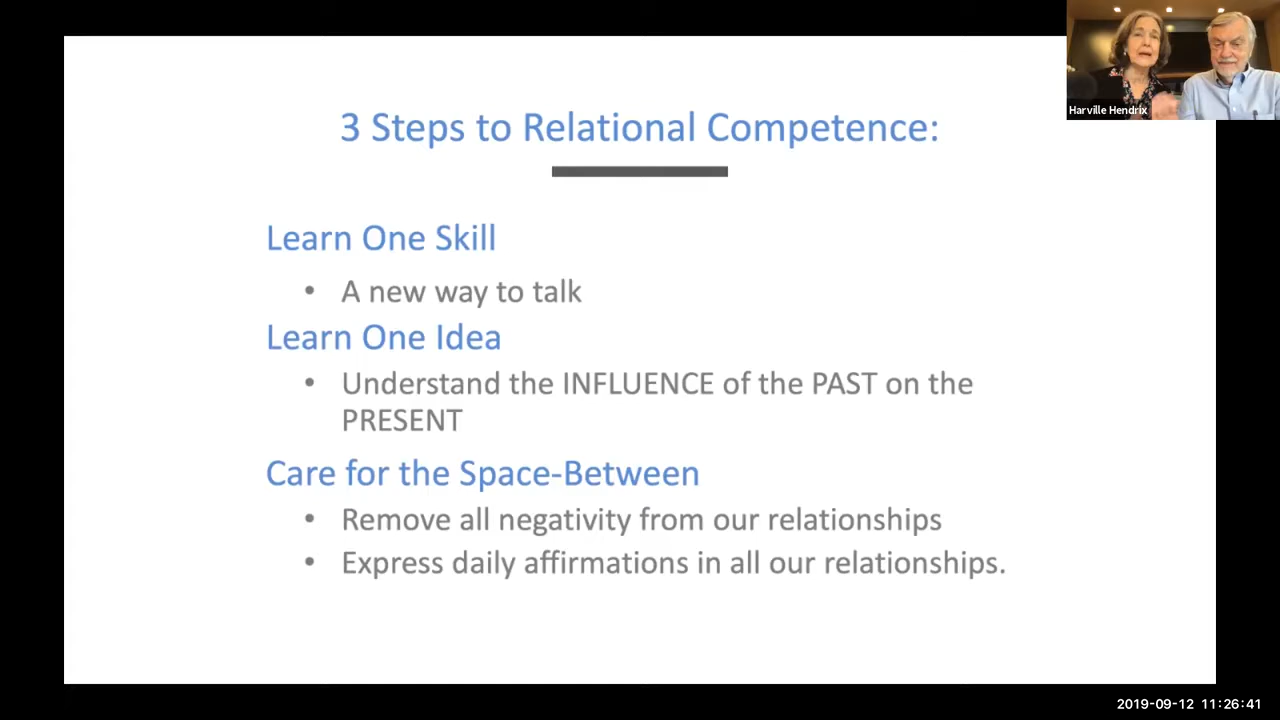 Harville Hendrix
3 Steps to Relational Competence:
Learn One Skill
• A new way to talk
Learn One Idea
• Understand the INFLUENCE of the PAST on the
PRESENT
Care for the Space-Between
• Remove all negativity from our relationships
• Express daily affirmations in all our relationships.
2019-09-12 11:26:41